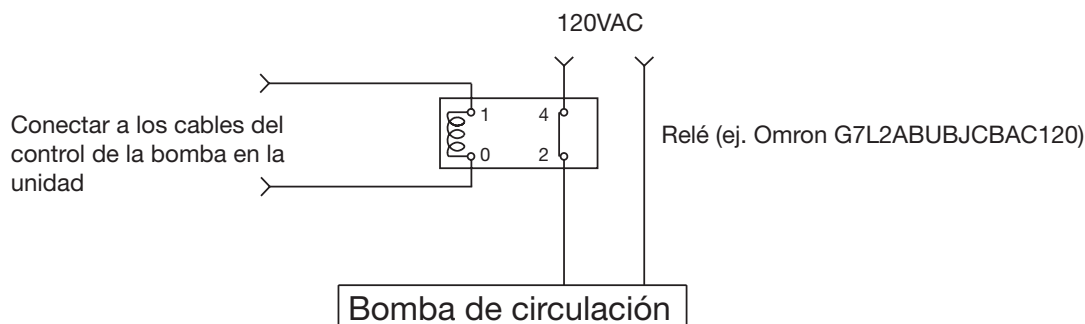 120VAC
1
4
Conectar a los cables del
control de la bomba en la
unidad
Relé (ej. Omron G7L2ABUBJCBAC120)
0
2
Bomba de circulación